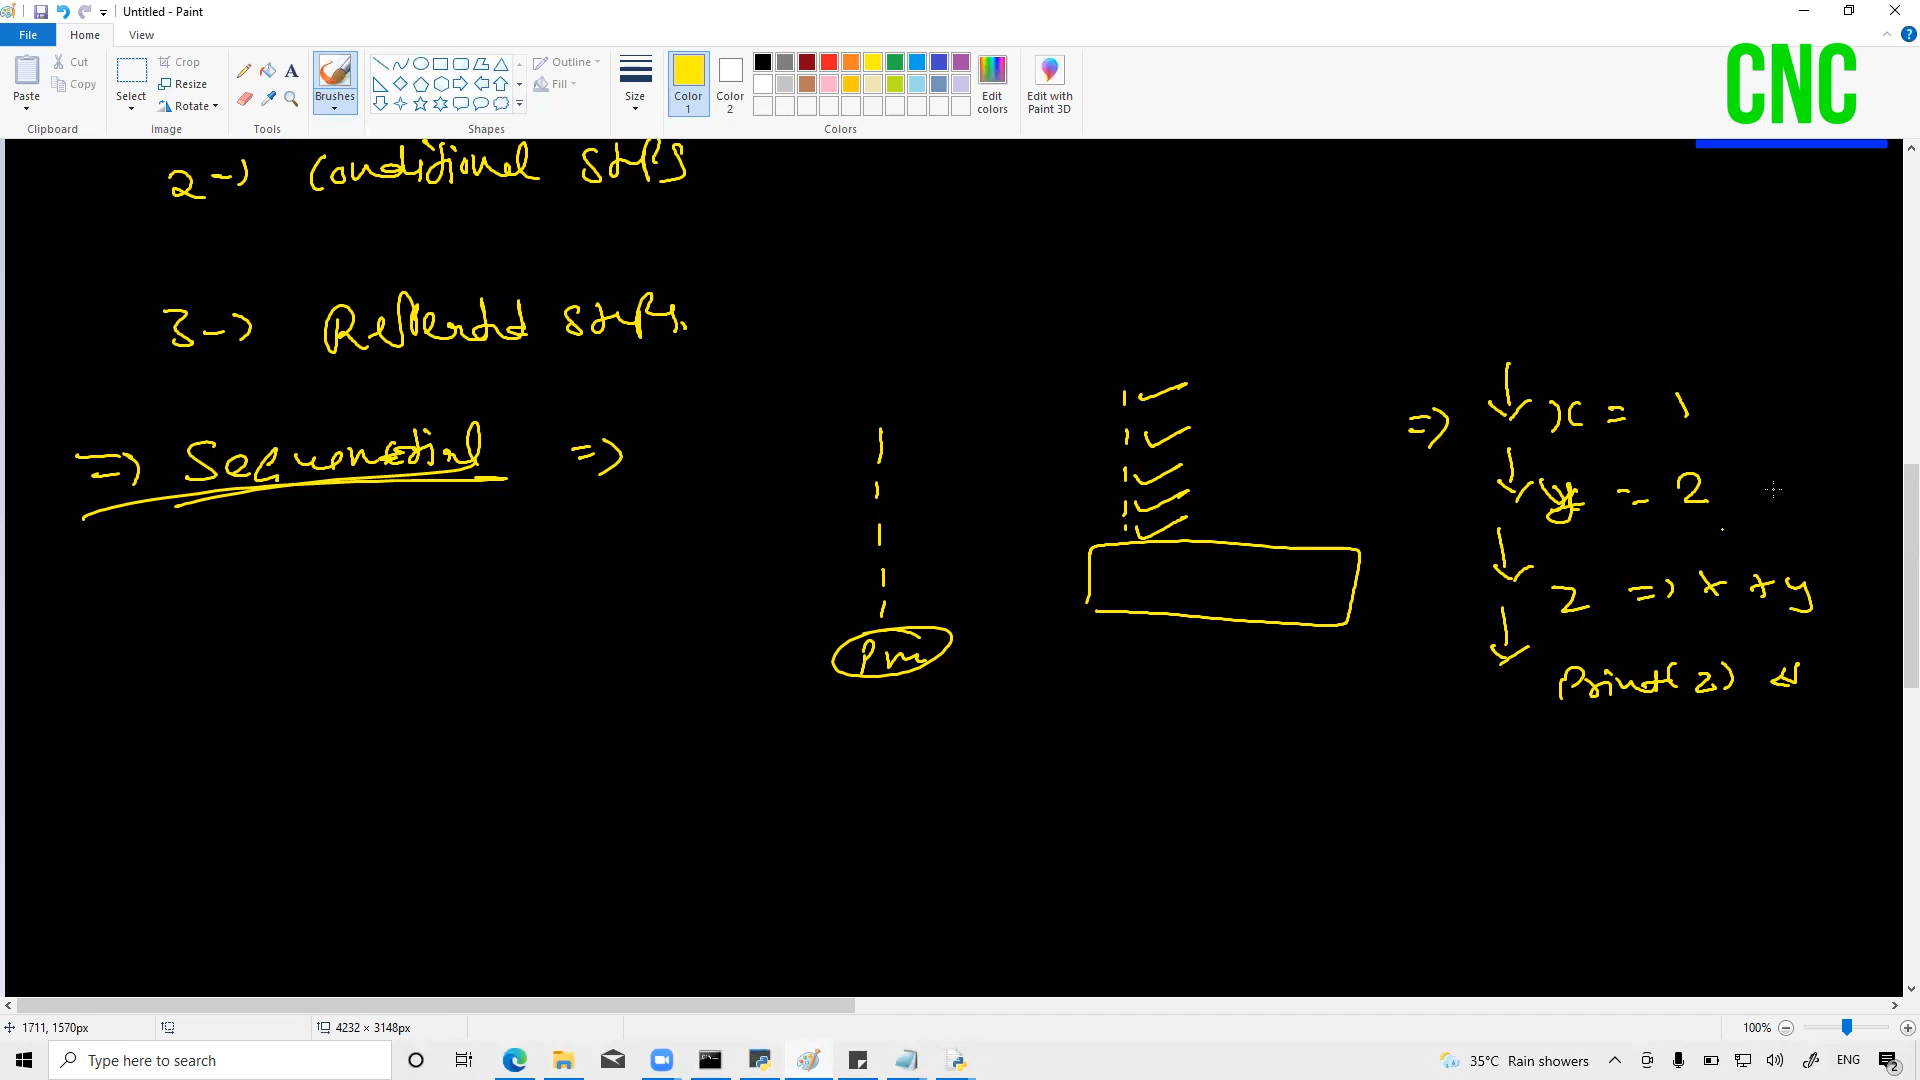 Untitled - Paint
File Home View
CNC
Paste Cut Copy Select Crop Resize Rotate Brushes Outline Fill Size Color 1 Color 2 Edit colors Edit with Paint 3D
Clipboard Image Tools Shapes Colors
2-> Conditional steps
3-> Repeated steps.
=> x = 1
=> Sequential =>
y = 2
z => x + y
Pm
Print(z)
1711, 1570px 4232 × 3148px 100%
Type here to search 35°C Rain showers ENG 2